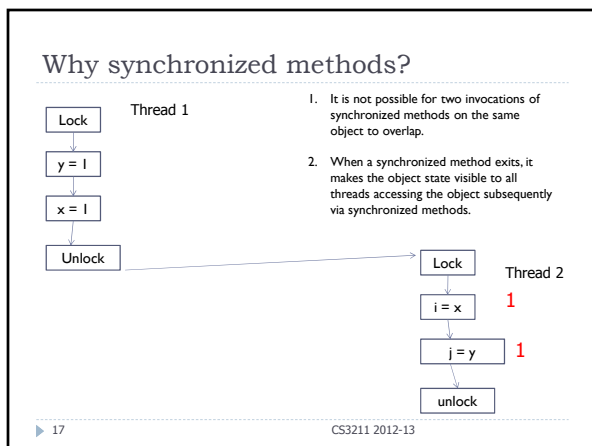 Why synchronized methods?
Thread 1
Lock
y = 1
x = 1
Unlock
1. It is not possible for two invocations of
synchronized methods on the same
object to overlap.
2. When a synchronized method exits, it
makes the object state visible to all
threads accessing the object subsequently
via synchronized methods.
Lock
Thread 2
i = x
1
j = y
1
unlock
17
CS3211 2012-13